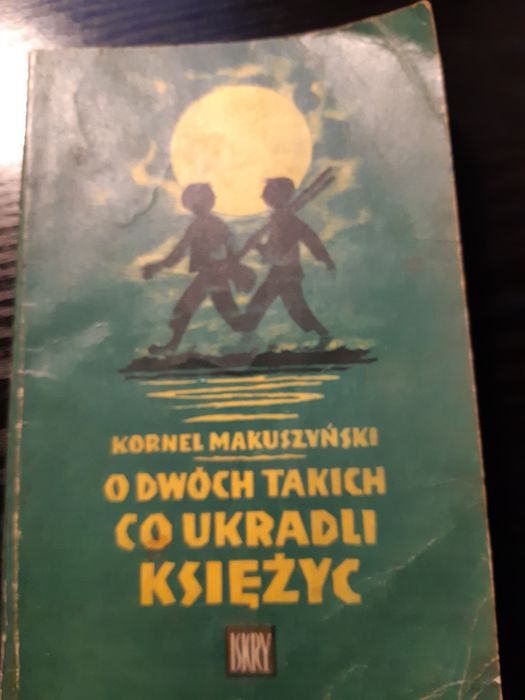 KORNEL MAKUSZYŃSKI
O DWÓCH TAKICH
CO UKRADLI
KSIĘŻYC
ISKRY